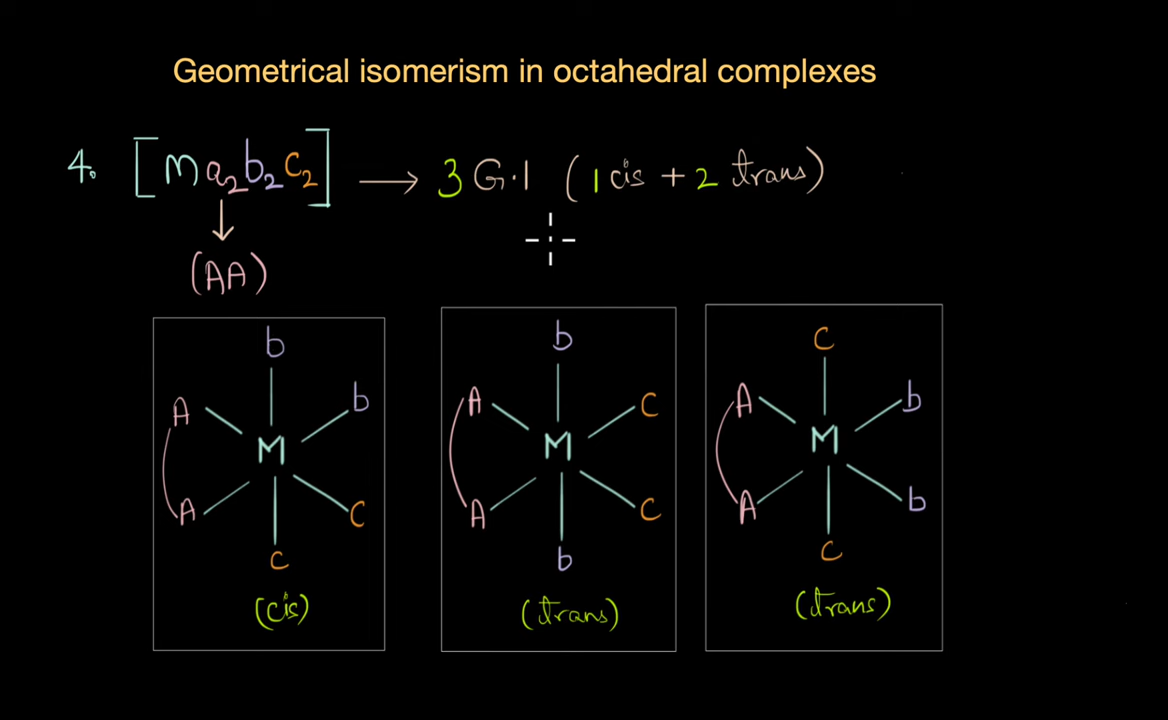 Geometrical isomerism in octahedral complexes
4. [Ma₂b₂c₂] → 3 G.I (1 cis + 2 trans)
↓
(AA)
b
A b
M
A c
c
(cis)
b
A c
M
A c
b
(trans)
c
A b
M
A b
c
(trans)